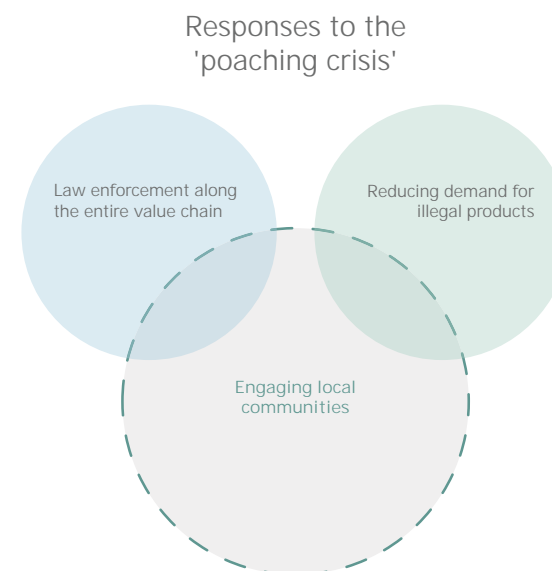 Responses to the
'poaching crisis'
Law enforcement along
the entire value chain
Reducing demand for
illegal products
Engaging local
communities